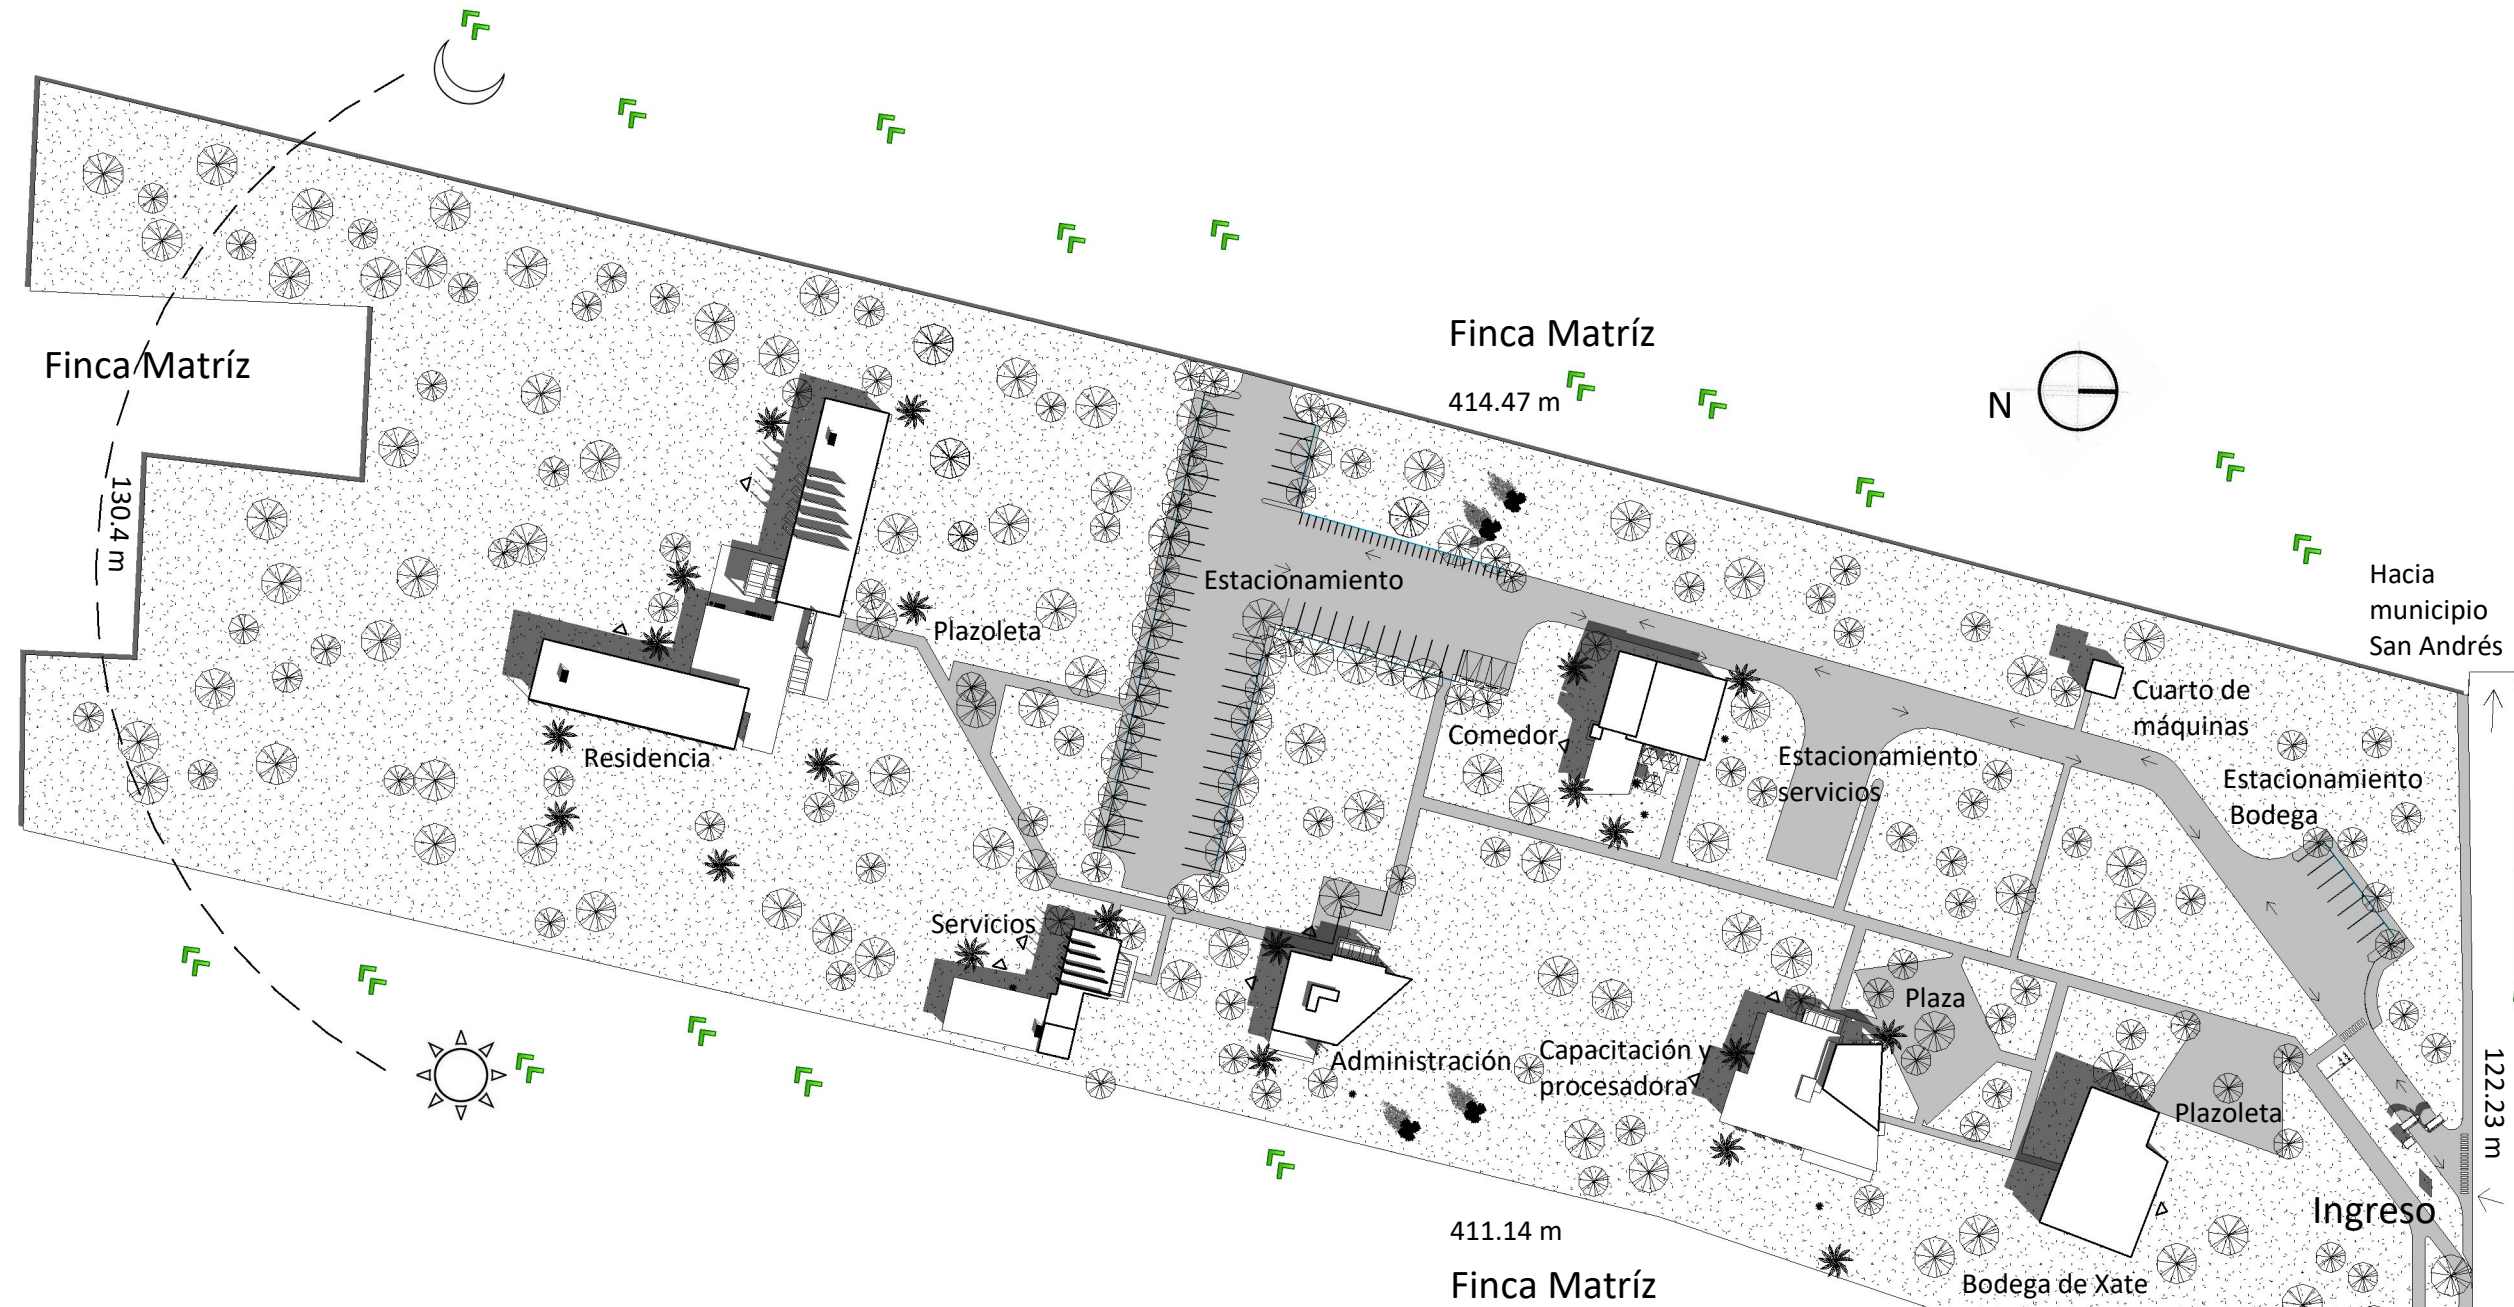 Finca Matríz
414.47 m
N
Finca Matríz
130.4 m
Hacia
municipio
San Andrés
Estacionamiento
Plazoleta
Residencia
Comedor
Estacionamiento
servicios
Cuarto de
máquinas
Estacionamiento
Bodega
Servicios
Administración
Capacitación y
procesadora
Plaza
Plazoleta
122.23 m
Ingreso
411.14 m
Finca Matríz
Bodega de Xate